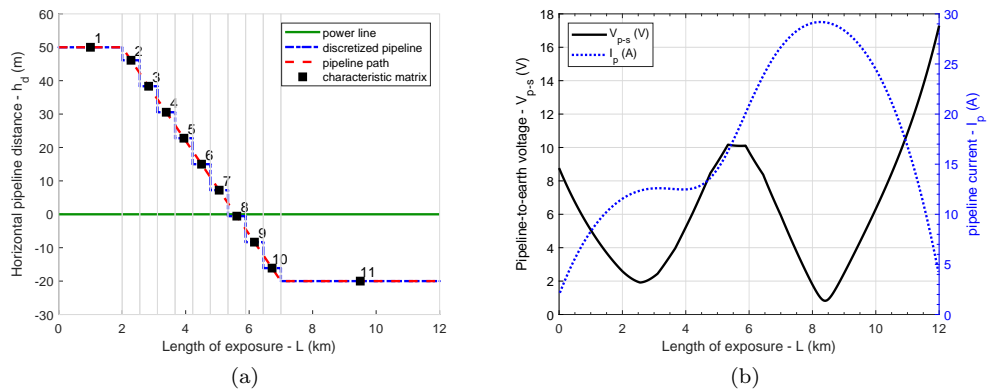 50
40
30
20
10
0
-10
-20
-30
Horizontal pipeline distance - h_d (m)
1
2
3
4
5
6
7
8
9
10
11
power line
discretized pipeline
pipeline path
characteristic matrix
60
0 2 4 6 8 10 12
Length of exposure - L (km)
(a)
18
16
14
12
10
8
6
4
2
0
Pipeline-to-earth voltage - V_p-s (V)
V_p-s (V)
I_p (A)
30
25
20
15
10
5
0
pipeline current - I_p (A)
0 2 4 6 8 10 12
Length of exposure - L (km)
(b)